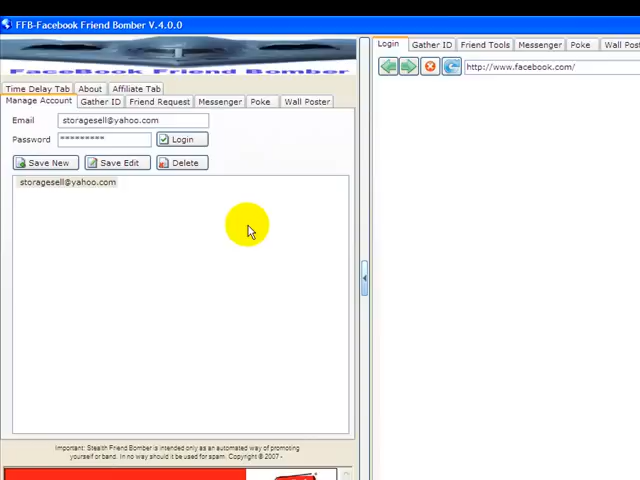 FFB-Facebook Friend Bomber V.4.0.0
FaceBook Friend Bomber
Time Delay Tab About Affiliate Tab
Manage Account Gather ID Friend Request Messenger Poke Wall Poster
Email storagesell@yahoo.com
Password ********* Login
Save New Save Edit Delete
storagesell@yahoo.com
Important: Stealth Friend Bomber is intended only as an automated way of promoting
yourself or band. In no way should it be used for spam. Copyright @ 2007 -
Login Gather ID Friend Tools Messenger Poke Wall Post
http://www.facebook.com/